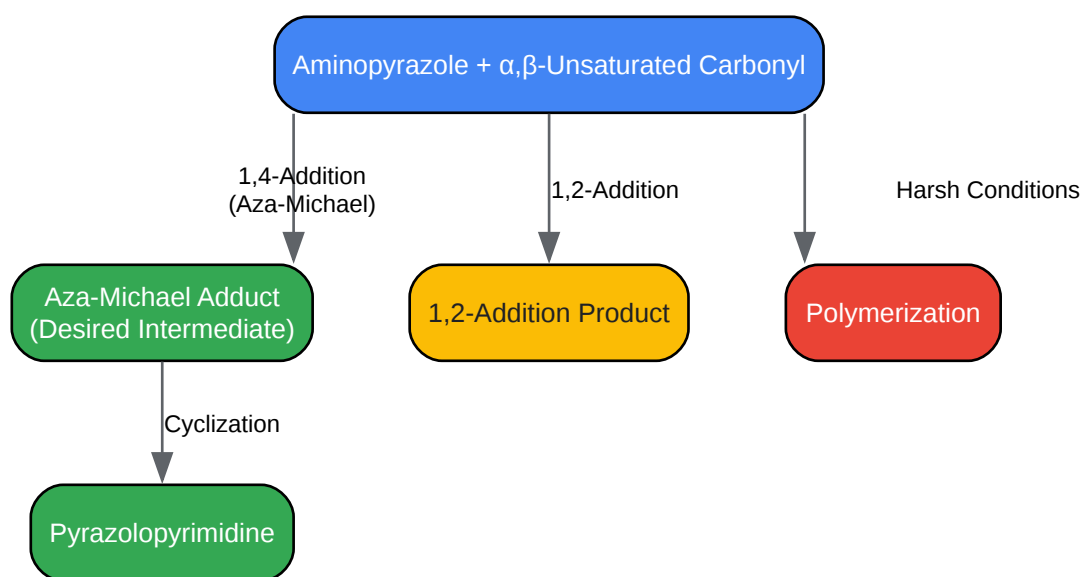 Aminopyrazole + α,β-Unsaturated Carbonyl
1,4-Addition
(Aza-Michael)
1,2-Addition
Harsh Conditions
Aza-Michael Adduct
(Desired Intermediate)
1,2-Addition Product
Polymerization
Cyclization
Pyrazolopyrimidine